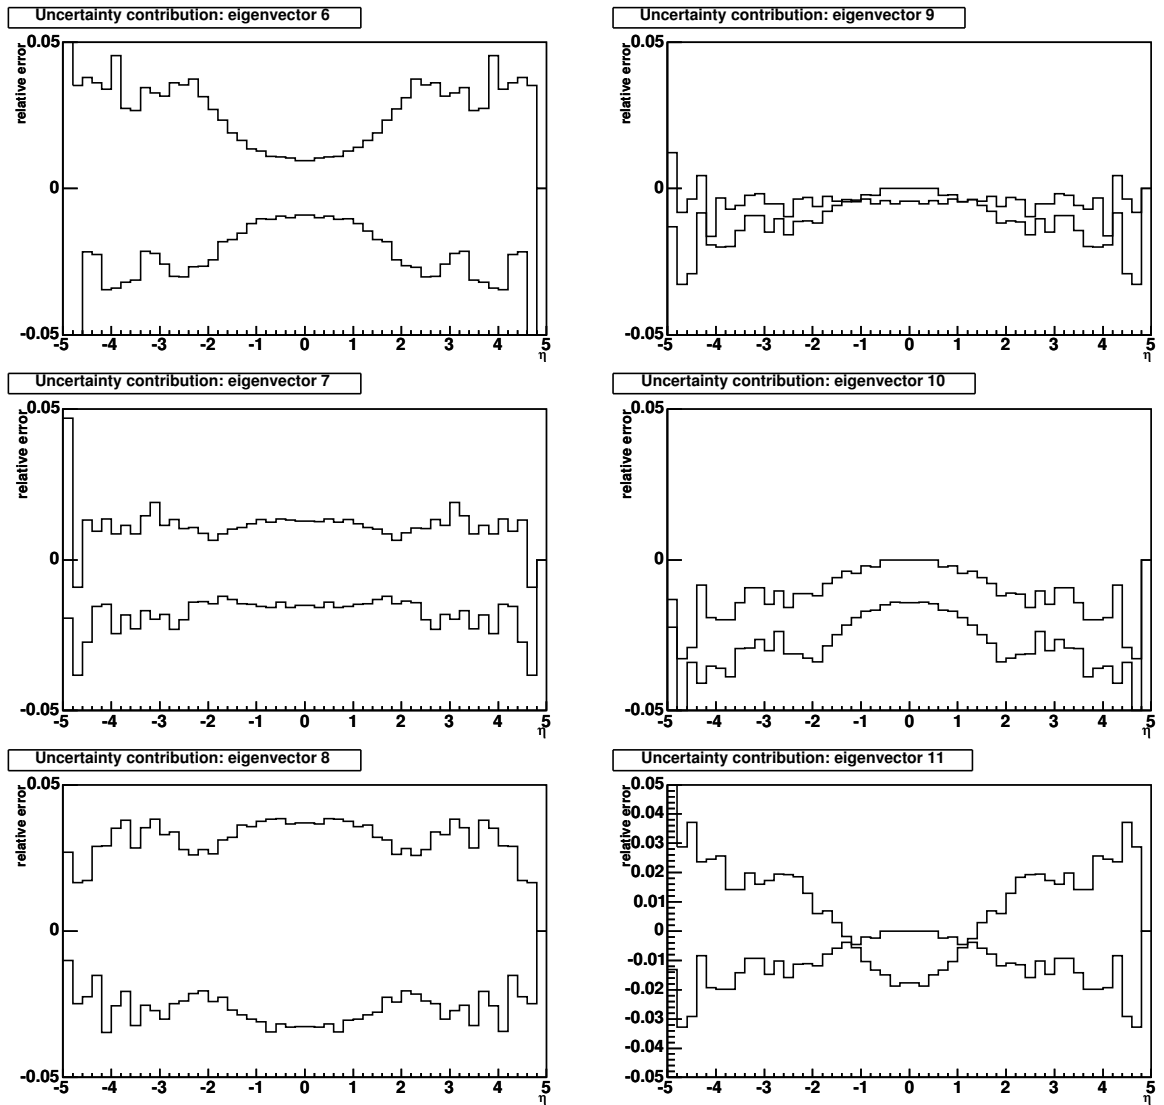 Uncertainty contribution: eigenvector 6
relative error
0.05
0
-0.05
-5 -4 -3 -2 -1 0 1 2 3 4 5
η
Uncertainty contribution: eigenvector 9
relative error
0.05
0
-0.05
-5 -4 -3 -2 -1 0 1 2 3 4 5
η
Uncertainty contribution: eigenvector 7
relative error
0.05
0
-0.05
-5 -4 -3 -2 -1 0 1 2 3 4 5
η
Uncertainty contribution: eigenvector 10
relative error
0.05
0
-0.05
-5 -4 -3 -2 -1 0 1 2 3 4 5
η
Uncertainty contribution: eigenvector 8
relative error
0.05
0
-0.05
-5 -4 -3 -2 -1 0 1 2 3 4 5
η
Uncertainty contribution: eigenvector 11
relative error
0.05
0.04
0.03
0.02
0.01
0
-0.01
-0.02
-0.03
-0.04
-0.05
-5 -4 -3 -2 -1 0 1 2 3 4 5
η